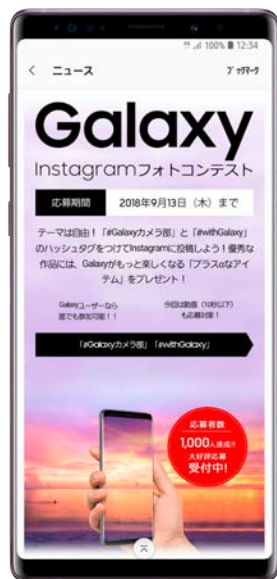 100% 12:34
ニュース ブックマーク
Galaxy
Instagramフォトコンテスト
応募期間 2018年9月13日（木）まで
テーマは自由！「#Galaxyカメラ部」と「#withGalaxy」
のハッシュタグをつけてInstagramに投稿しよう！優秀な
作品には、Galaxyがもっと楽しくなる「プラスαなアイ
テム」をプレゼント！
Galaxyユーザーなら
誰でも参加可能！！
今回は動画（10秒以下）
も応募対象！
「#Galaxyカメラ部」「#withGalaxy」
応募者数
1,000人達成!!
大好評応募
受付中!